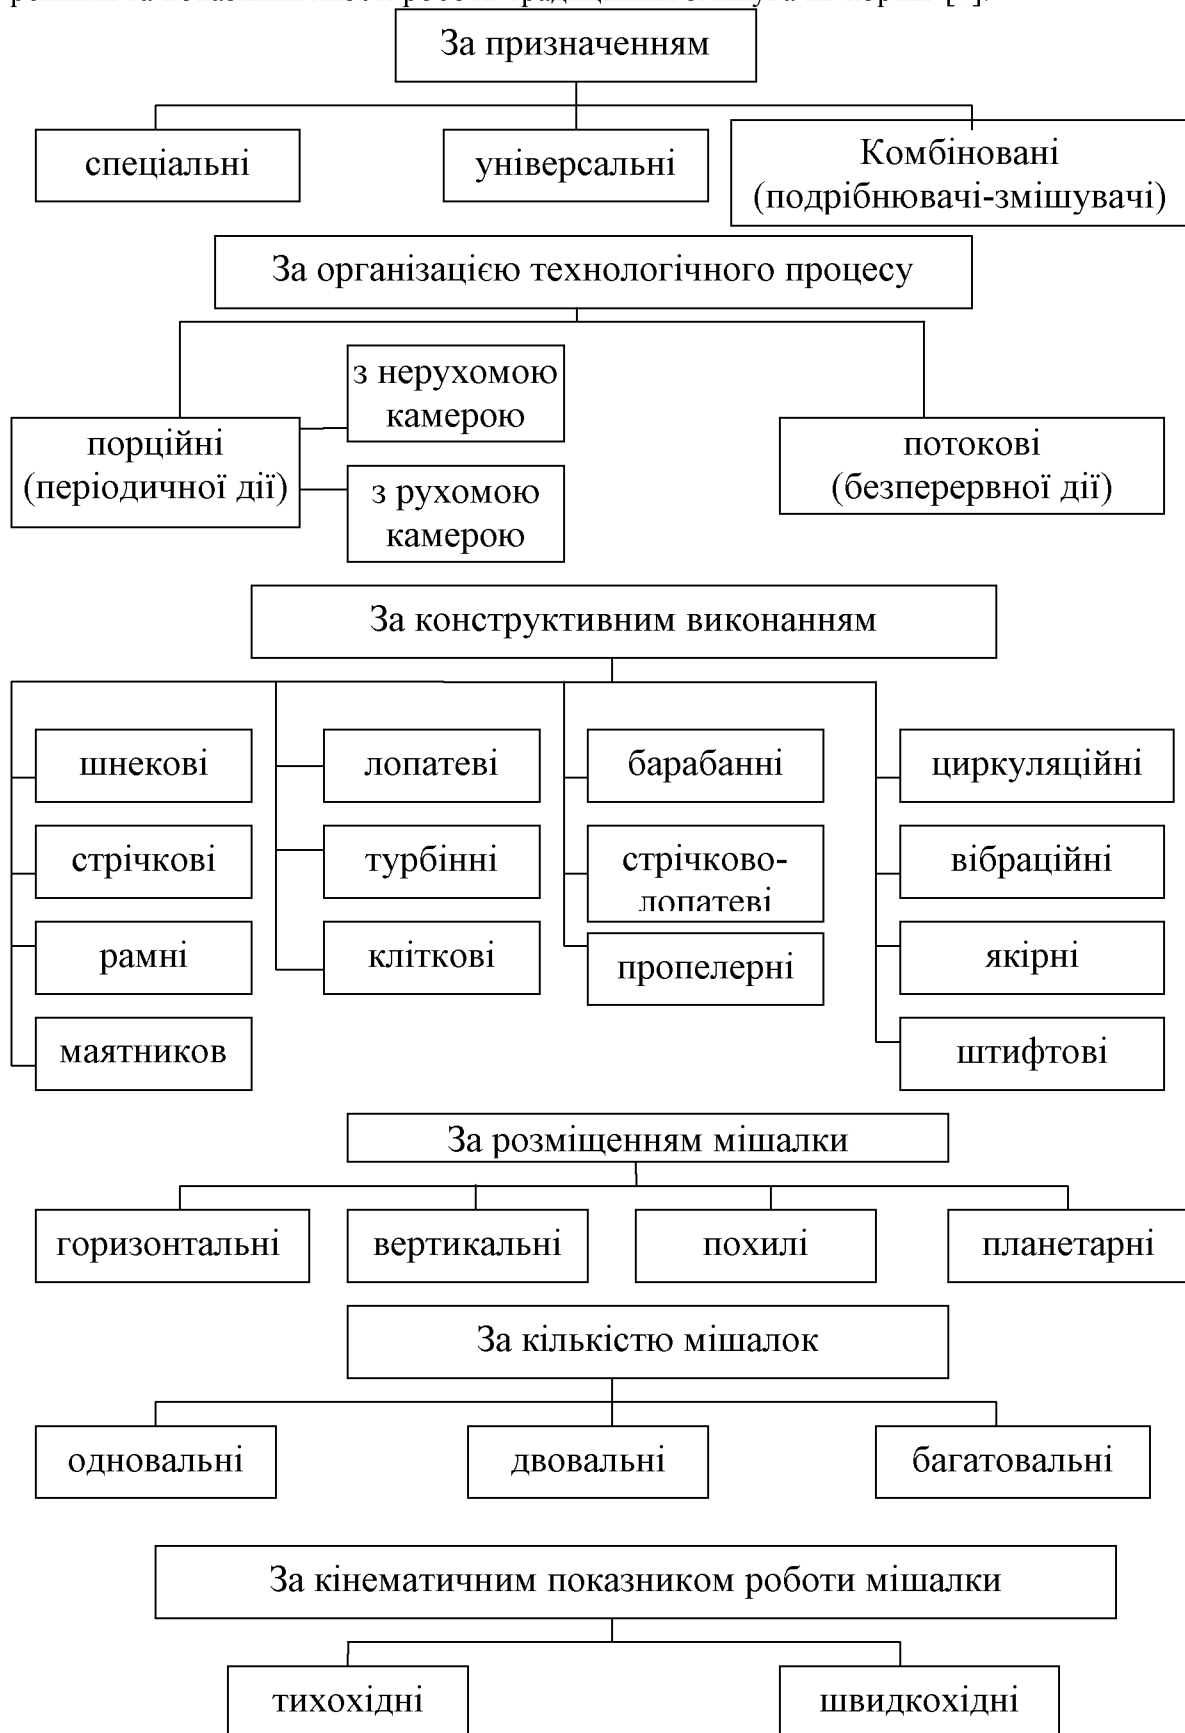 За призначенням
спеціальні
універсальні
Комбіновані
(подрібнювачі-змішувачі)
За організацією технологічного процесу
з нерухомою
камерою
порційні
(періодичної дії)
з рухомою
камерою
потокові
(безперервної дії)
За конструктивним виконанням
шнекові
лопатеві
барабанні
циркуляційні
стрічкові
турбінні
стрічково-
лопатеві
вібраційні
рамні
кліткові
пропелерні
якірні
маятников
штифтові
За розміщенням мішалки
горизонтальні
вертикальні
похилі
планетарні
За кількістю мішалок
одновальні
двовальні
багатовальні
За кінематичним показником роботи мішалки
тихохідні
швидкохідні